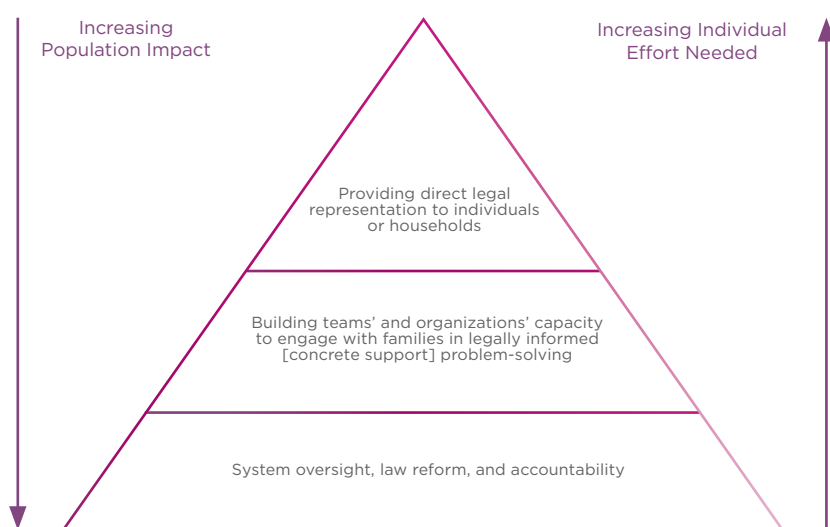 Increasing
Population Impact
Increasing Individual
Effort Needed
Providing direct legal
representation to individuals
or households
Building teams’ and organizations’ capacity
to engage with families in legally informed
[concrete support] problem-solving
System oversight, law reform, and accountability